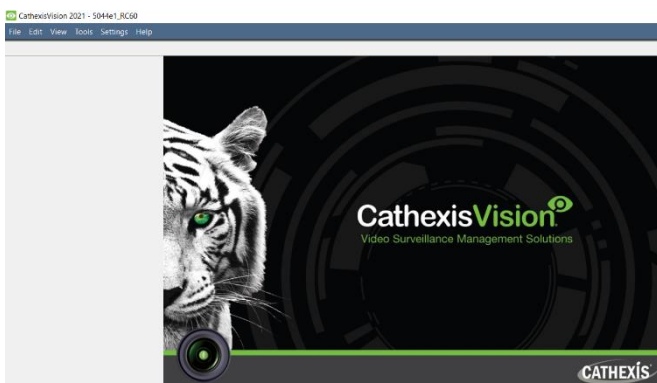 CathexisVision 2021 - 5044e1_RC60
File Edit View Tools Settings Help
CathexisVision
Video Surveillance Management Solutions
CATHEXIS